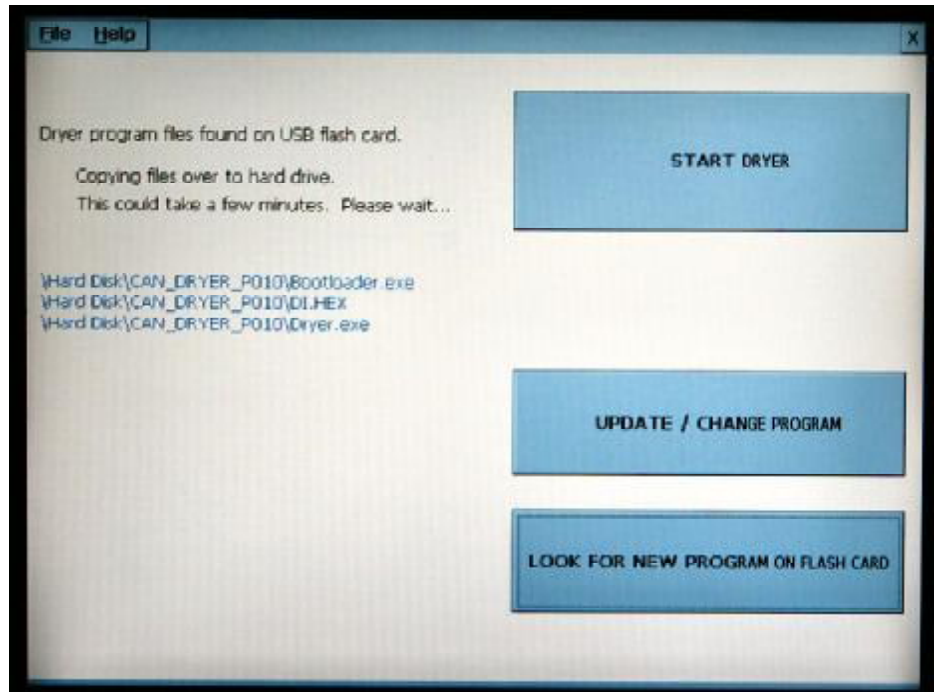 File Help X
Dryer program files found on USB flash card.
Copying files over to hard drive.
This could take a few minutes. Please wait...
\Hard Disk\CAN_DRYER_P010\Bootloader.exe
\Hard Disk\CAN_DRYER_P010\DI.HEX
\Hard Disk\CAN_DRYER_P010\Dryer.exe
START DRYER
UPDATE / CHANGE PROGRAM
LOOK FOR NEW PROGRAM ON FLASH CARD